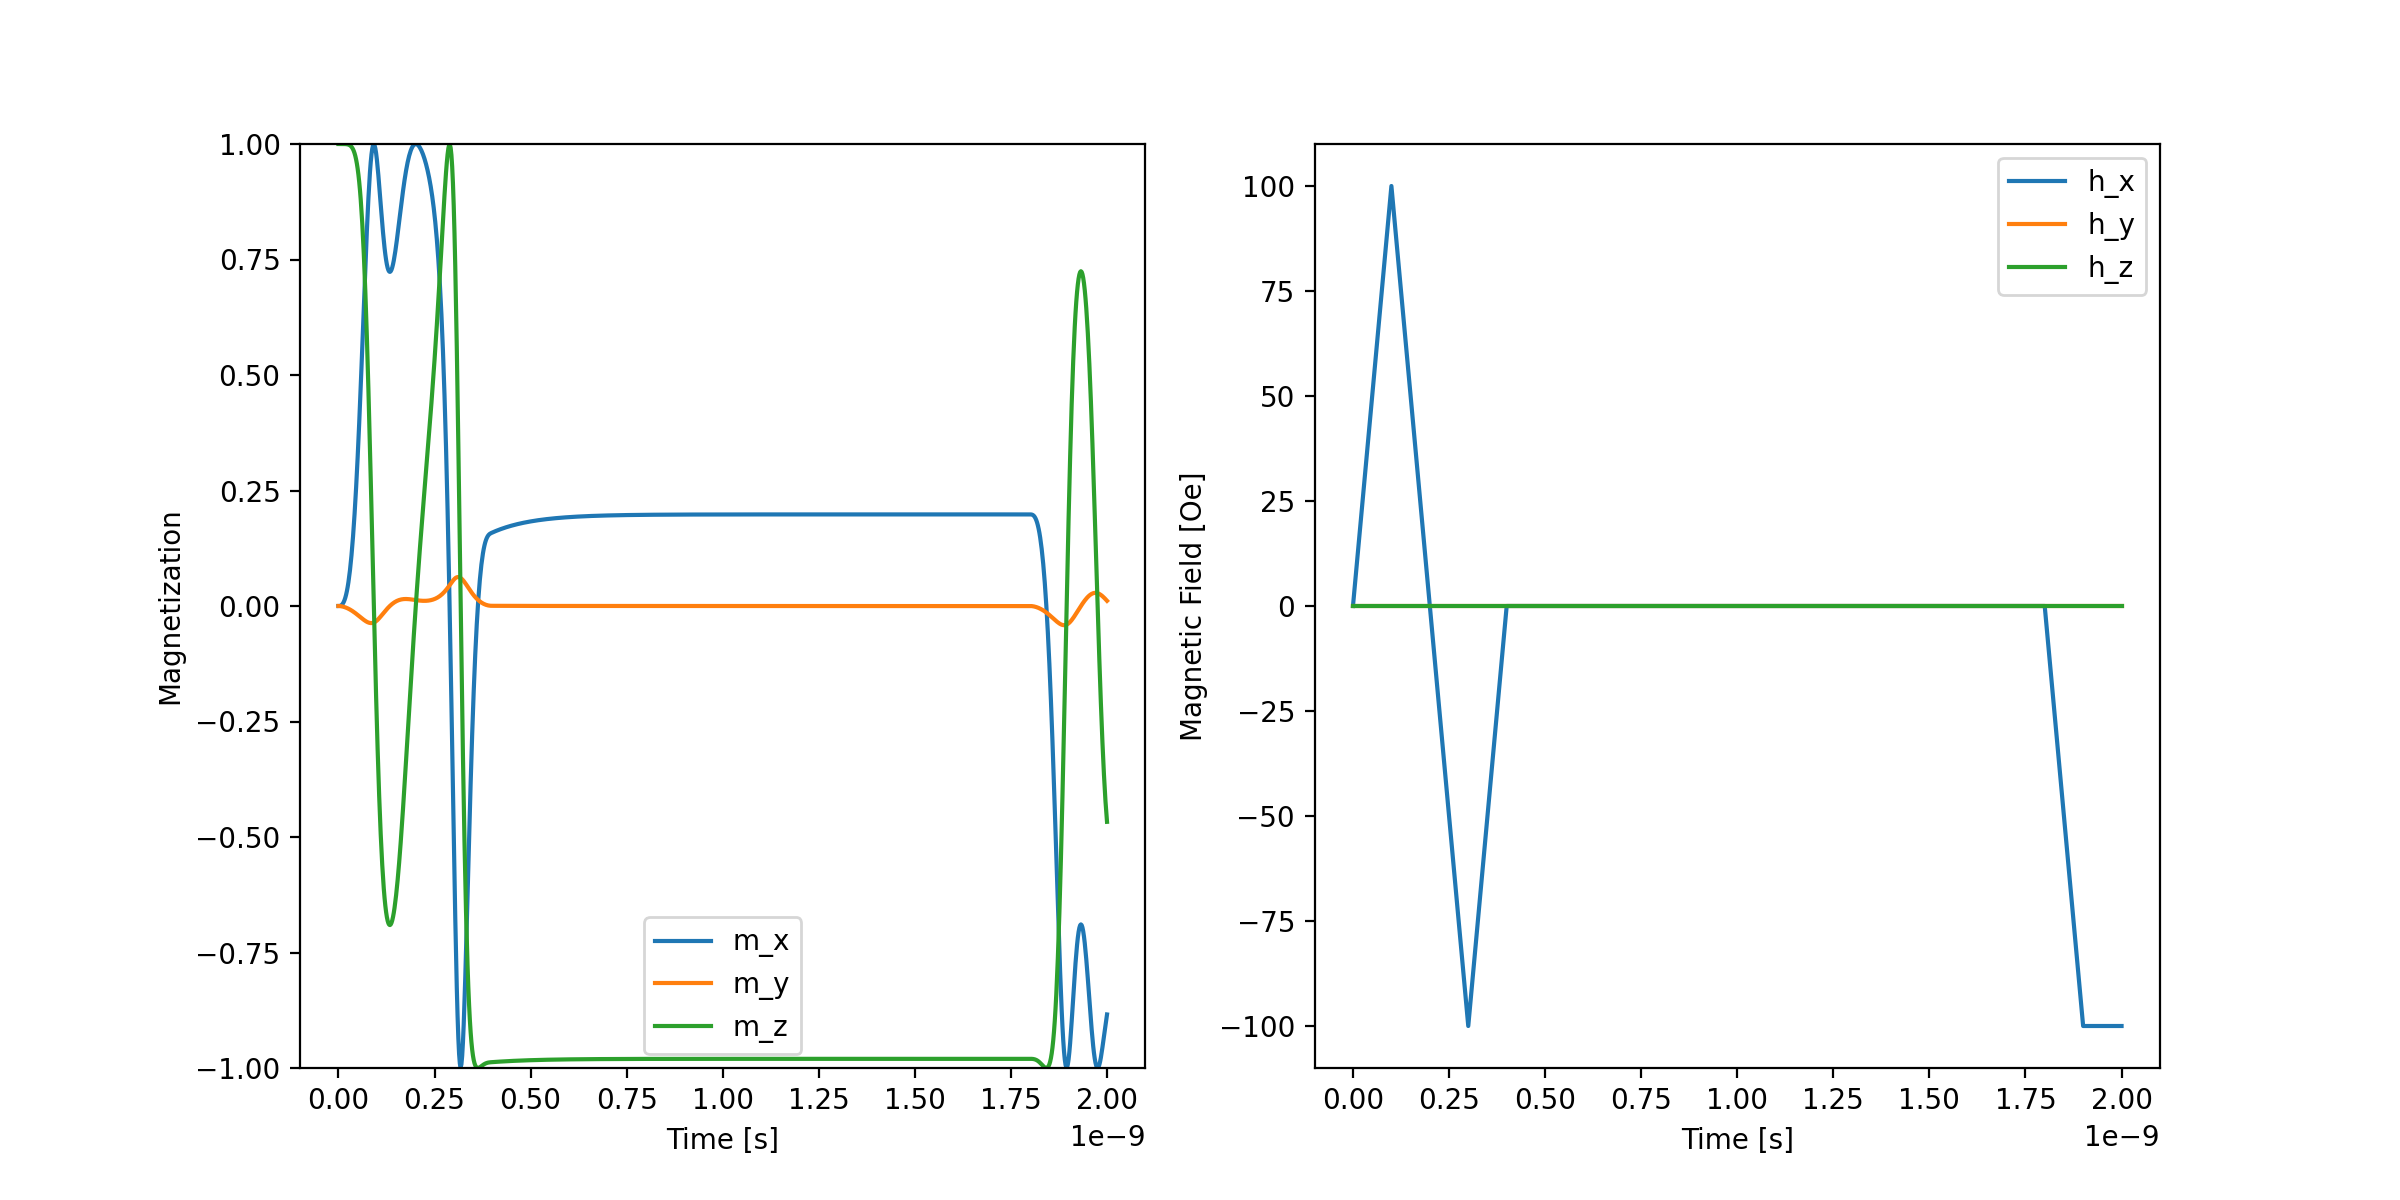 1.00
0.75
0.50
0.25
0.00
−0.25
−0.50
−0.75
−1.00
Magnetization
m_x
m_y
m_z
0.00 0.25 0.50 0.75 1.00 1.25 1.50 1.75 2.00
1e−9
Time [s]
100
75
50
25
0
−25
−50
−75
−100
Magnetic Field [Oe]
h_x
h_y
h_z
0.00 0.25 0.50 0.75 1.00 1.25 1.50 1.75 2.00
1e−9
Time [s]